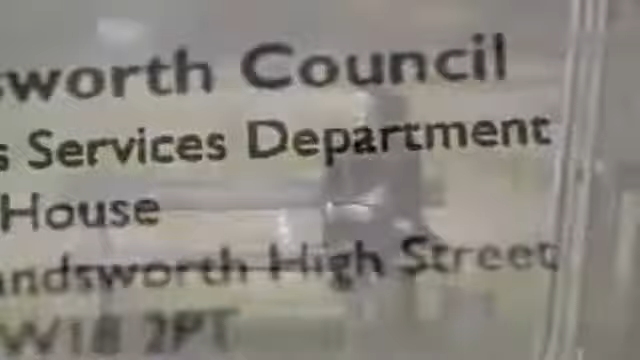 sworth Council
s Services Department
House
andsworth High Street
W18 2PT